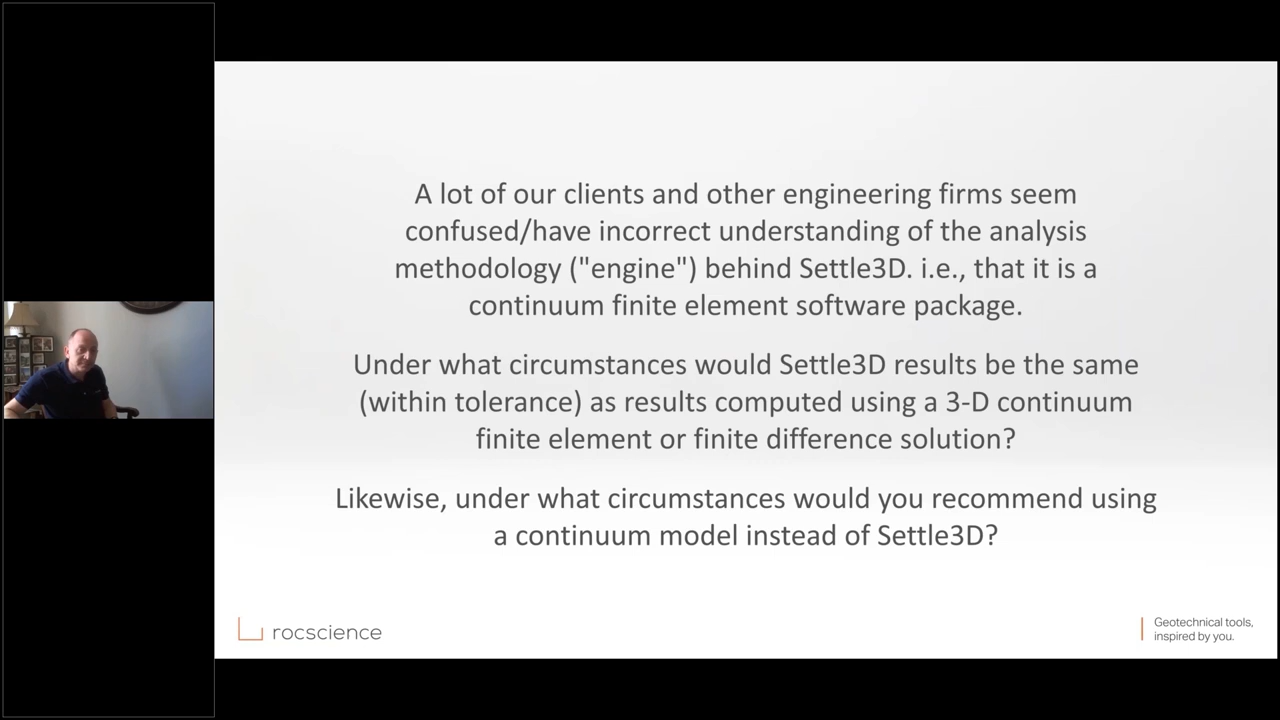 A lot of our clients and other engineering firms seem
confused/have incorrect understanding of the analysis
methodology ("engine") behind Settle3D. i.e., that it is a
continuum finite element software package.
Under what circumstances would Settle3D results be the same
(within tolerance) as results computed using a 3-D continuum
finite element or finite difference solution?
Likewise, under what circumstances would you recommend using
a continuum model instead of Settle3D?
rocscience
Geotechnical tools,
inspired by you.